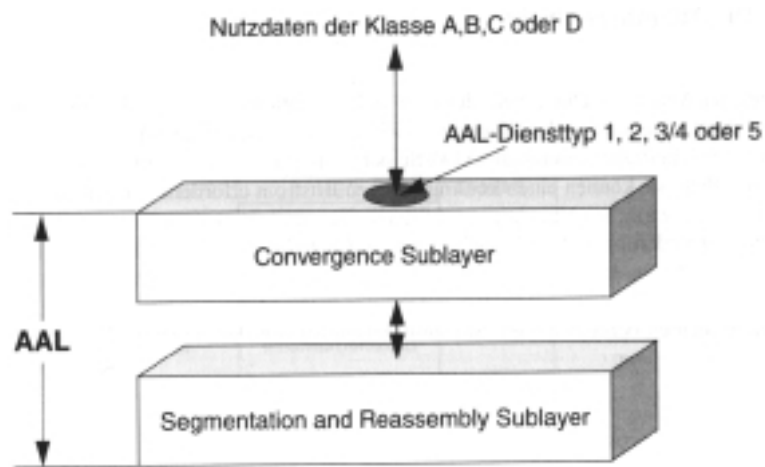 Nutzdaten der Klasse A,B,C oder D
AAL-Diensttyp 1, 2, 3/4 oder 5
Convergence Sublayer
AAL
Segmentation and Reassembly Sublayer